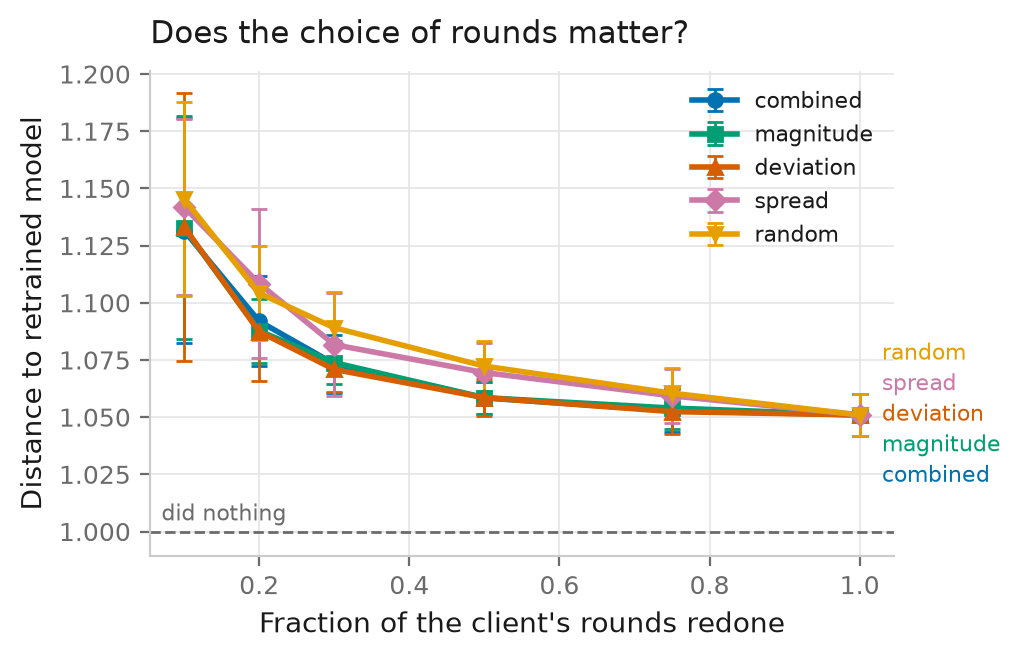 Does the choice of rounds matter?
Distance to retrained model
1.200
1.175
1.150
1.125
1.100
1.075
1.050
1.025
1.000
combined
magnitude
deviation
spread
random
random
spread
deviation
magnitude
combined
did nothing
0.2
0.4
0.6
0.8
1.0
Fraction of the client's rounds redone